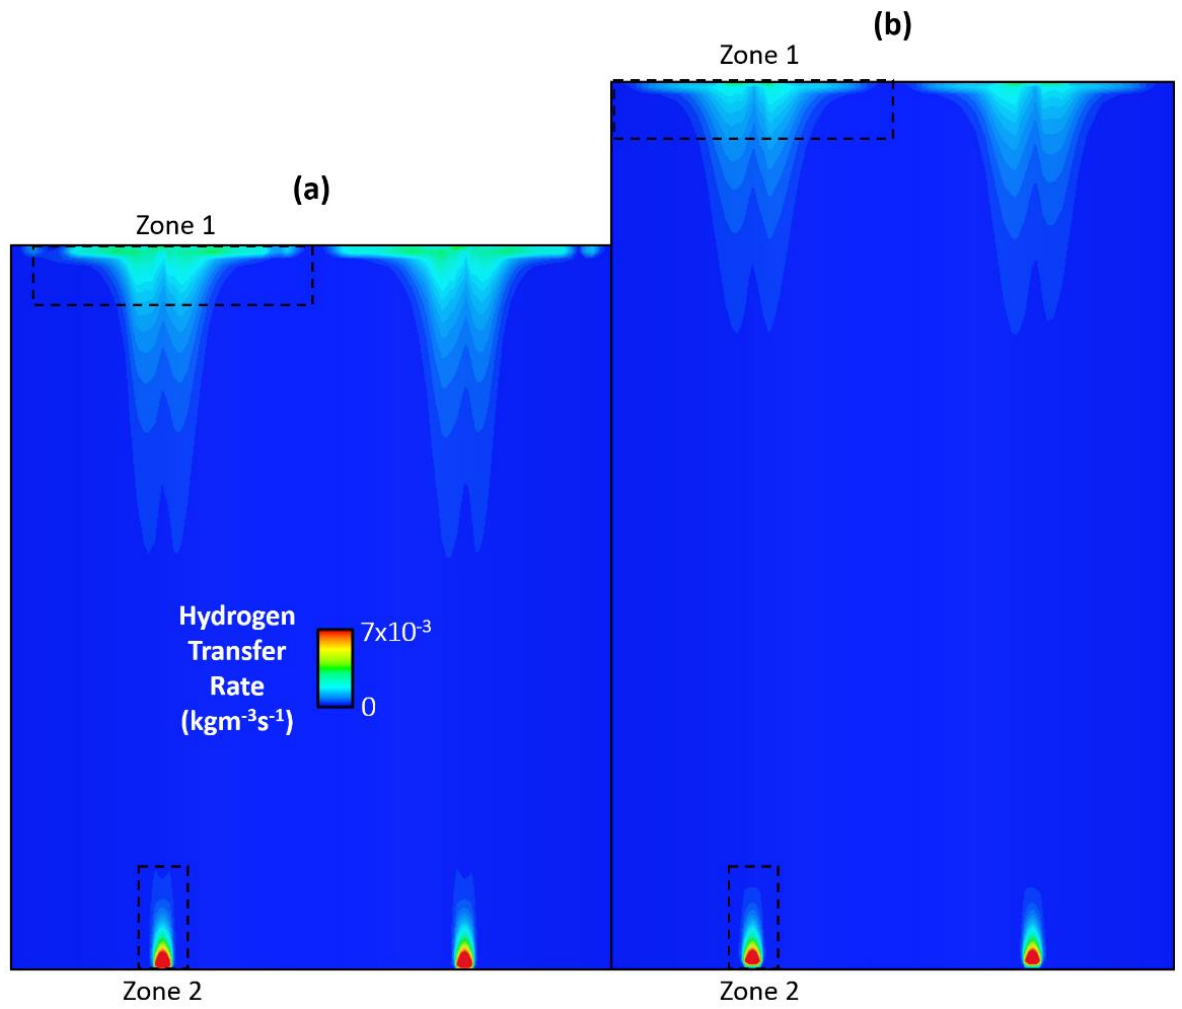 (b)
Zone 1
(a)
Zone 1
Hydrogen
Transfer
Rate
(kgm⁻³s⁻¹)
7x10⁻³
0
Zone 2
Zone 2